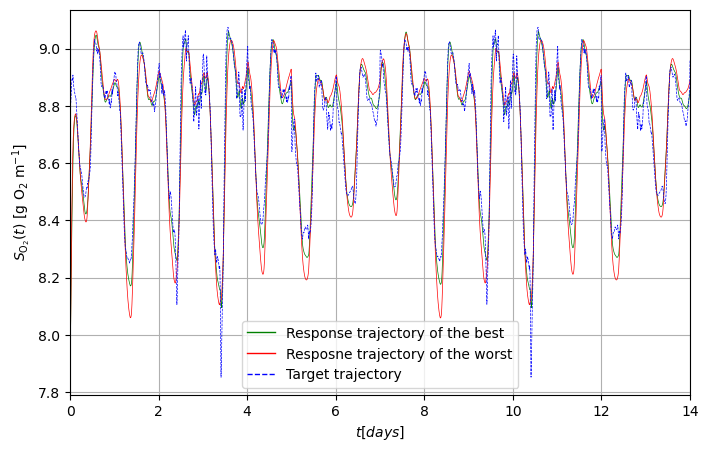 9.0
8.8
8.6
8.4
8.2
8.0
7.8
S_{O_2}(t) [g O_2 m^{-1}]
Response trajectory of the best
Resposne trajectory of the worst
Target trajectory
0 2 4 6 8 10 12 14
t[days]